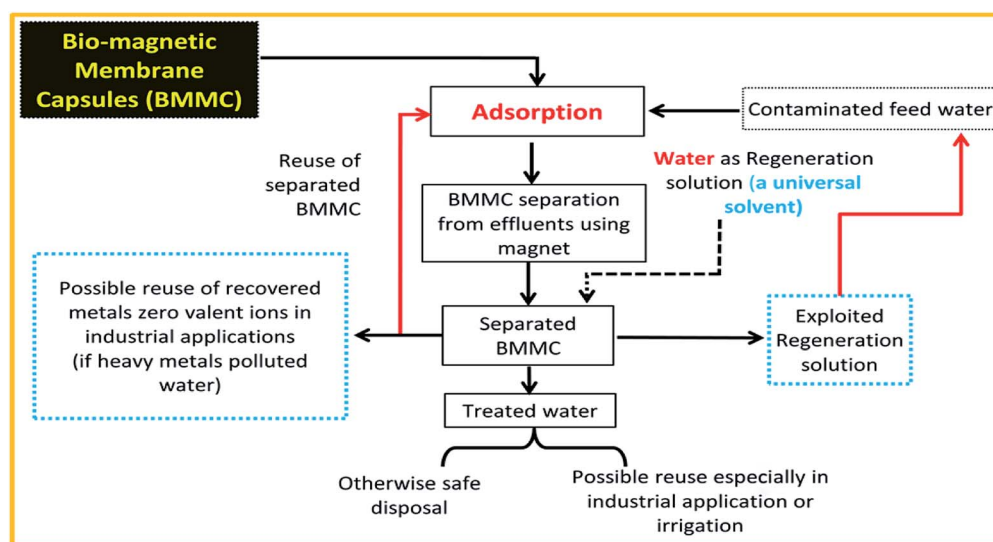 Bio-magnetic
Membrane
Capsules (BMMC)
Adsorption
Contaminated feed water
Reuse of
separated
BMMC
Water as Regeneration
solution (a universal
solvent)
BMMC separation
from effluents using
magnet
Possible reuse of recovered
metals zero valent ions in
industrial applications
(if heavy metals polluted
water)
Separated
BMMC
Exploited
Regeneration
solution
Treated water
Otherwise safe
disposal
Possible reuse especially in
industrial application or
irrigation